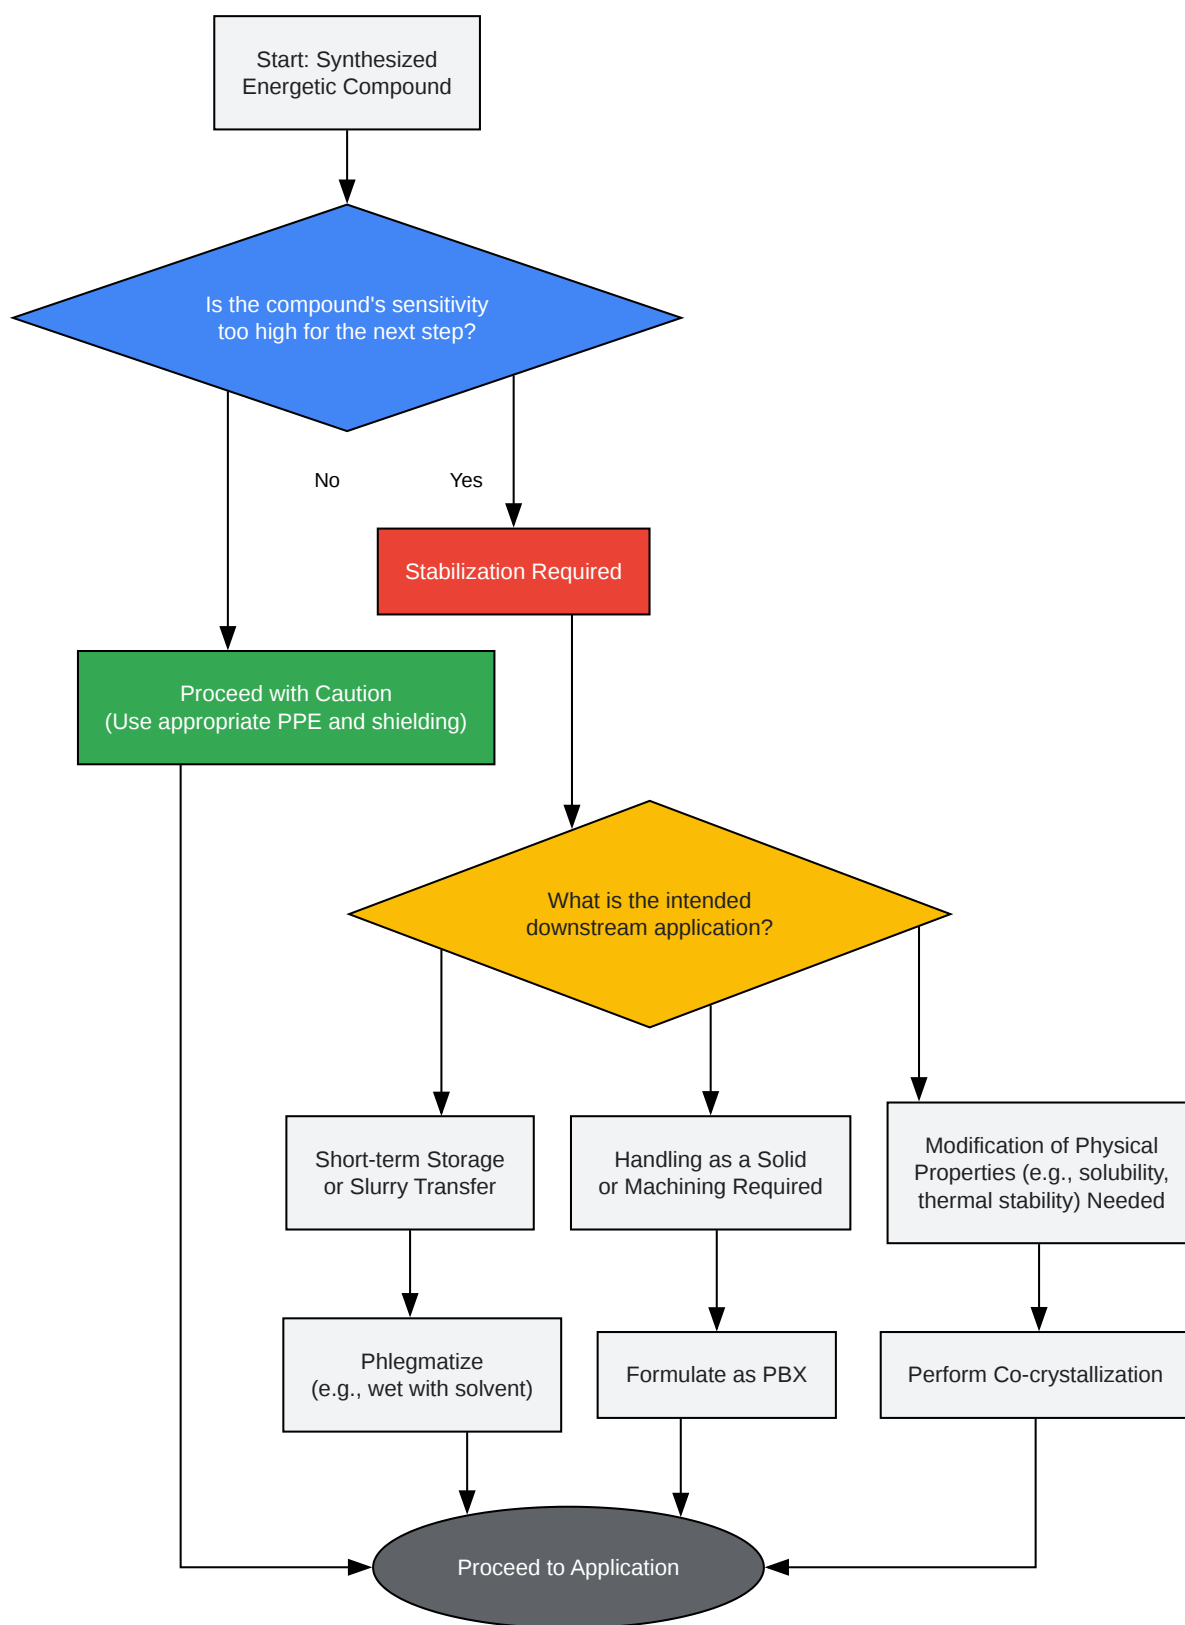 Start: Synthesized
Energetic Compound
Is the compound's sensitivity
too high for the next step?
No
Yes
Stabilization Required
Proceed with Caution
(Use appropriate PPE and shielding)
What is the intended
downstream application?
Short-term Storage
or Slurry Transfer
Handling as a Solid
or Machining Required
Modification of Physical
Properties (e.g., solubility,
thermal stability) Needed
Phlegmatize
(e.g., wet with solvent)
Formulate as PBX
Perform Co-crystallization
Proceed to Application